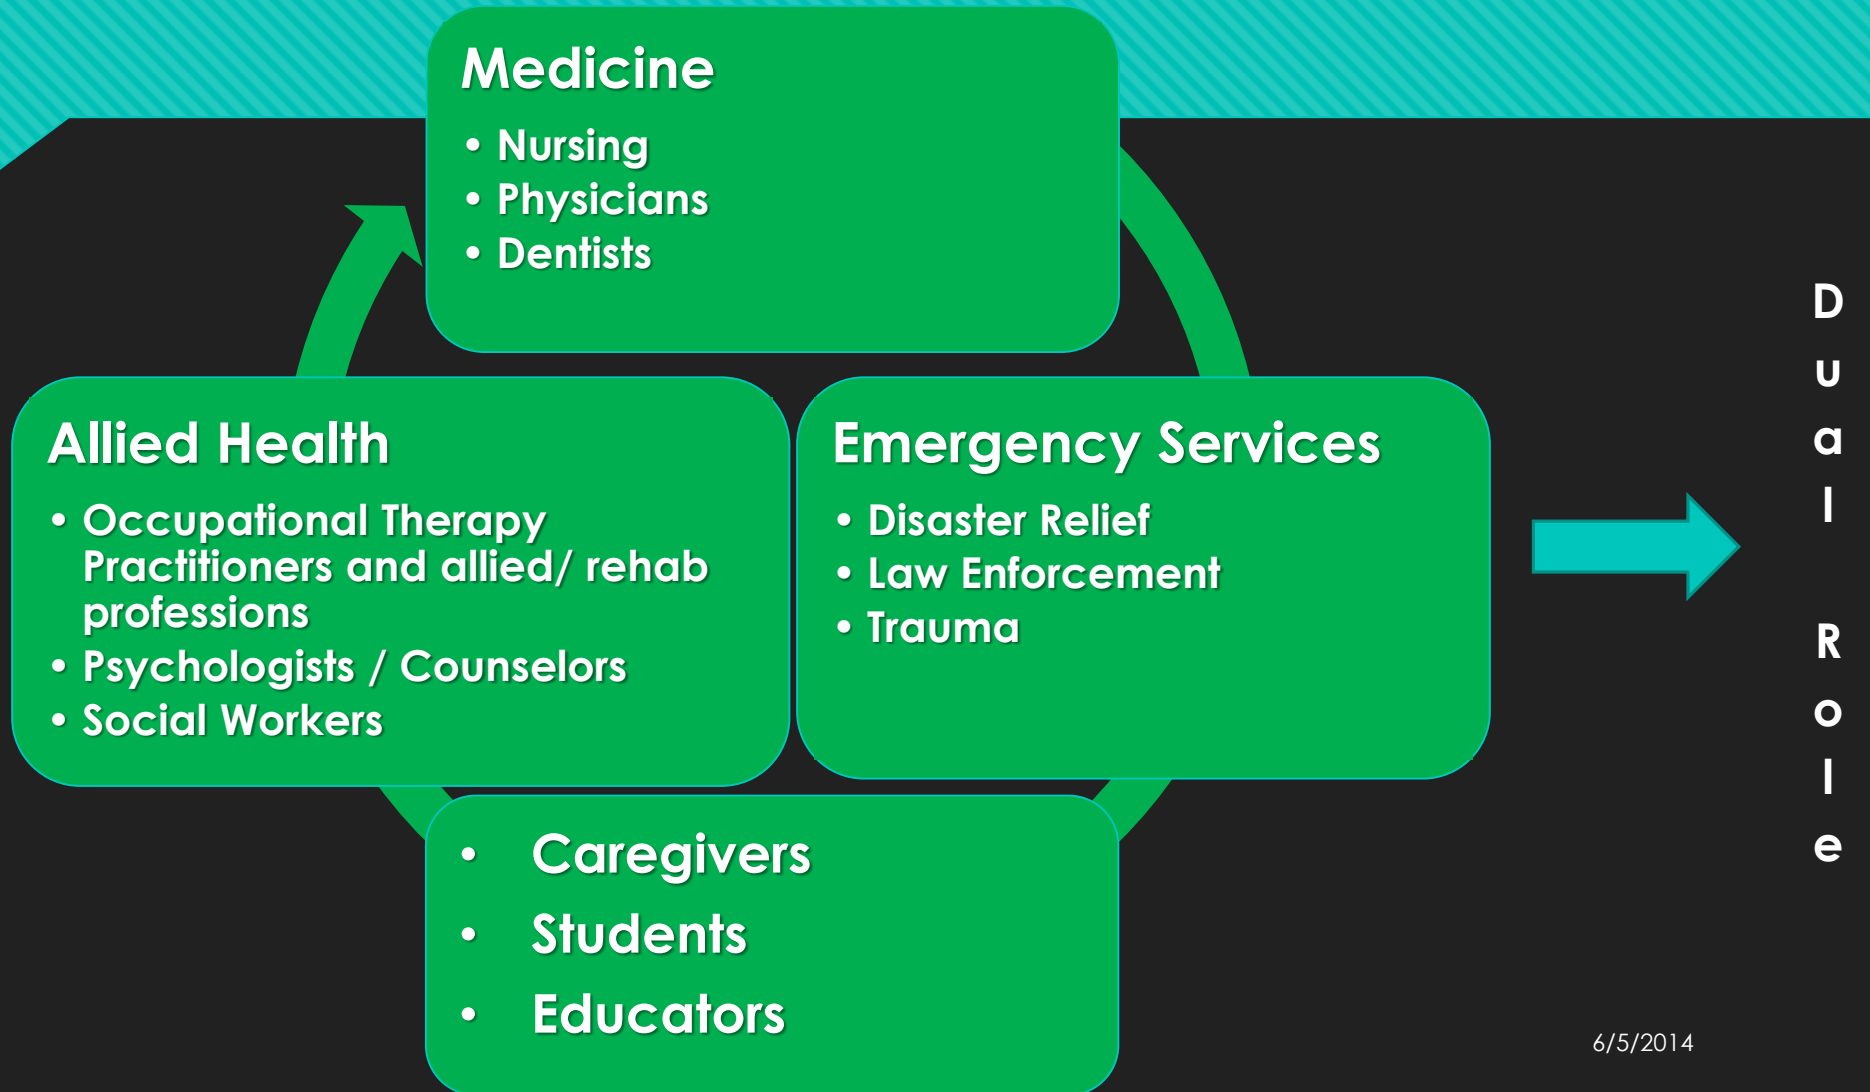 Medicine
• Nursing
• Physicians
• Dentists
Allied Health
• Occupational Therapy
Practitioners and allied/ rehab
professions
• Psychologists / Counselors
• Social Workers
Emergency Services
• Disaster Relief
• Law Enforcement
• Trauma
• Caregivers
• Students
• Educators
D
u
a
l
R
o
l
e
6/5/2014